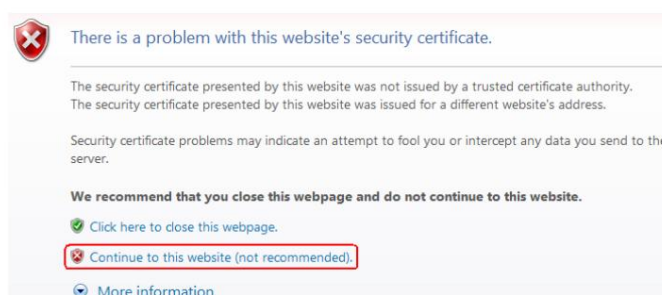 There is a problem with this website's security certificate.
The security certificate presented by this website was not issued by a trusted certificate authority.
The security certificate presented by this website was issued for a different website's address.
Security certificate problems may indicate an attempt to fool you or intercept any data you send to the
server.
We recommend that you close this webpage and do not continue to this website.
Click here to close this webpage.
Continue to this website (not recommended).
More information